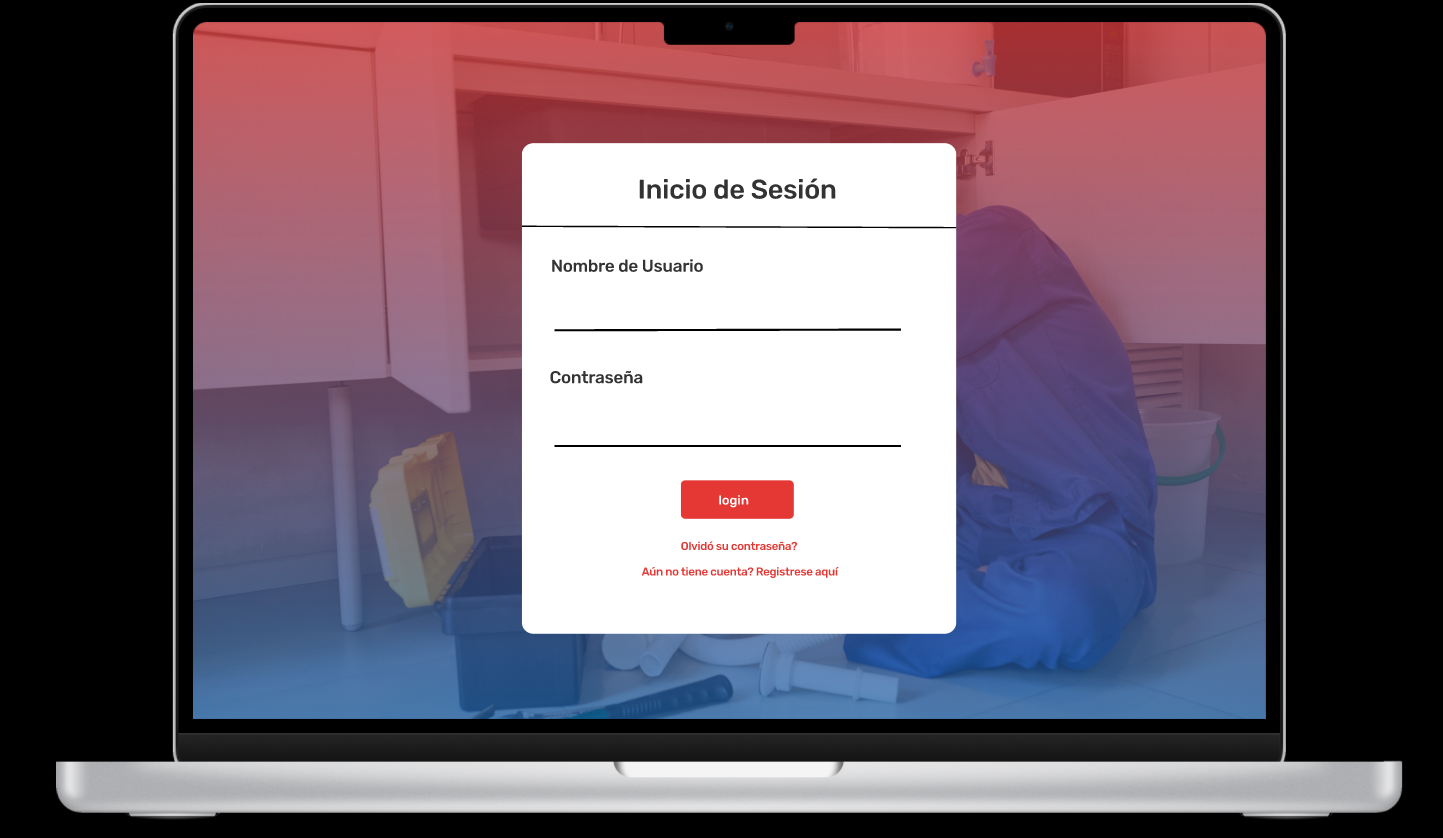 Inicio de Sesión
Nombre de Usuario
Contraseña
login
Olvidó su contraseña?
Aún no tiene cuenta? Registrese aquí